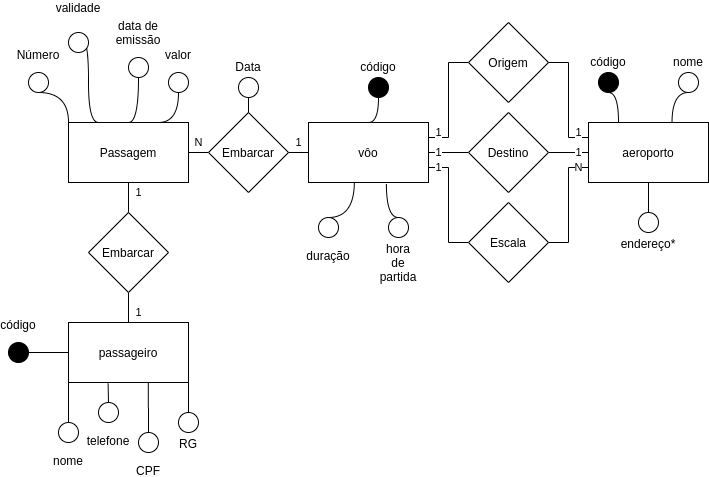 validade
data de
emissão
Número
valor
Data
código
Origem
código
nome
N
1
1
1
Passagem
Embarcar
vôo
1
Destino
1
aeroporto
1
N
1
Embarcar
Escala
endereço*
duração
hora
de
partida
1
código
passageiro
nome
telefone
CPF
RG